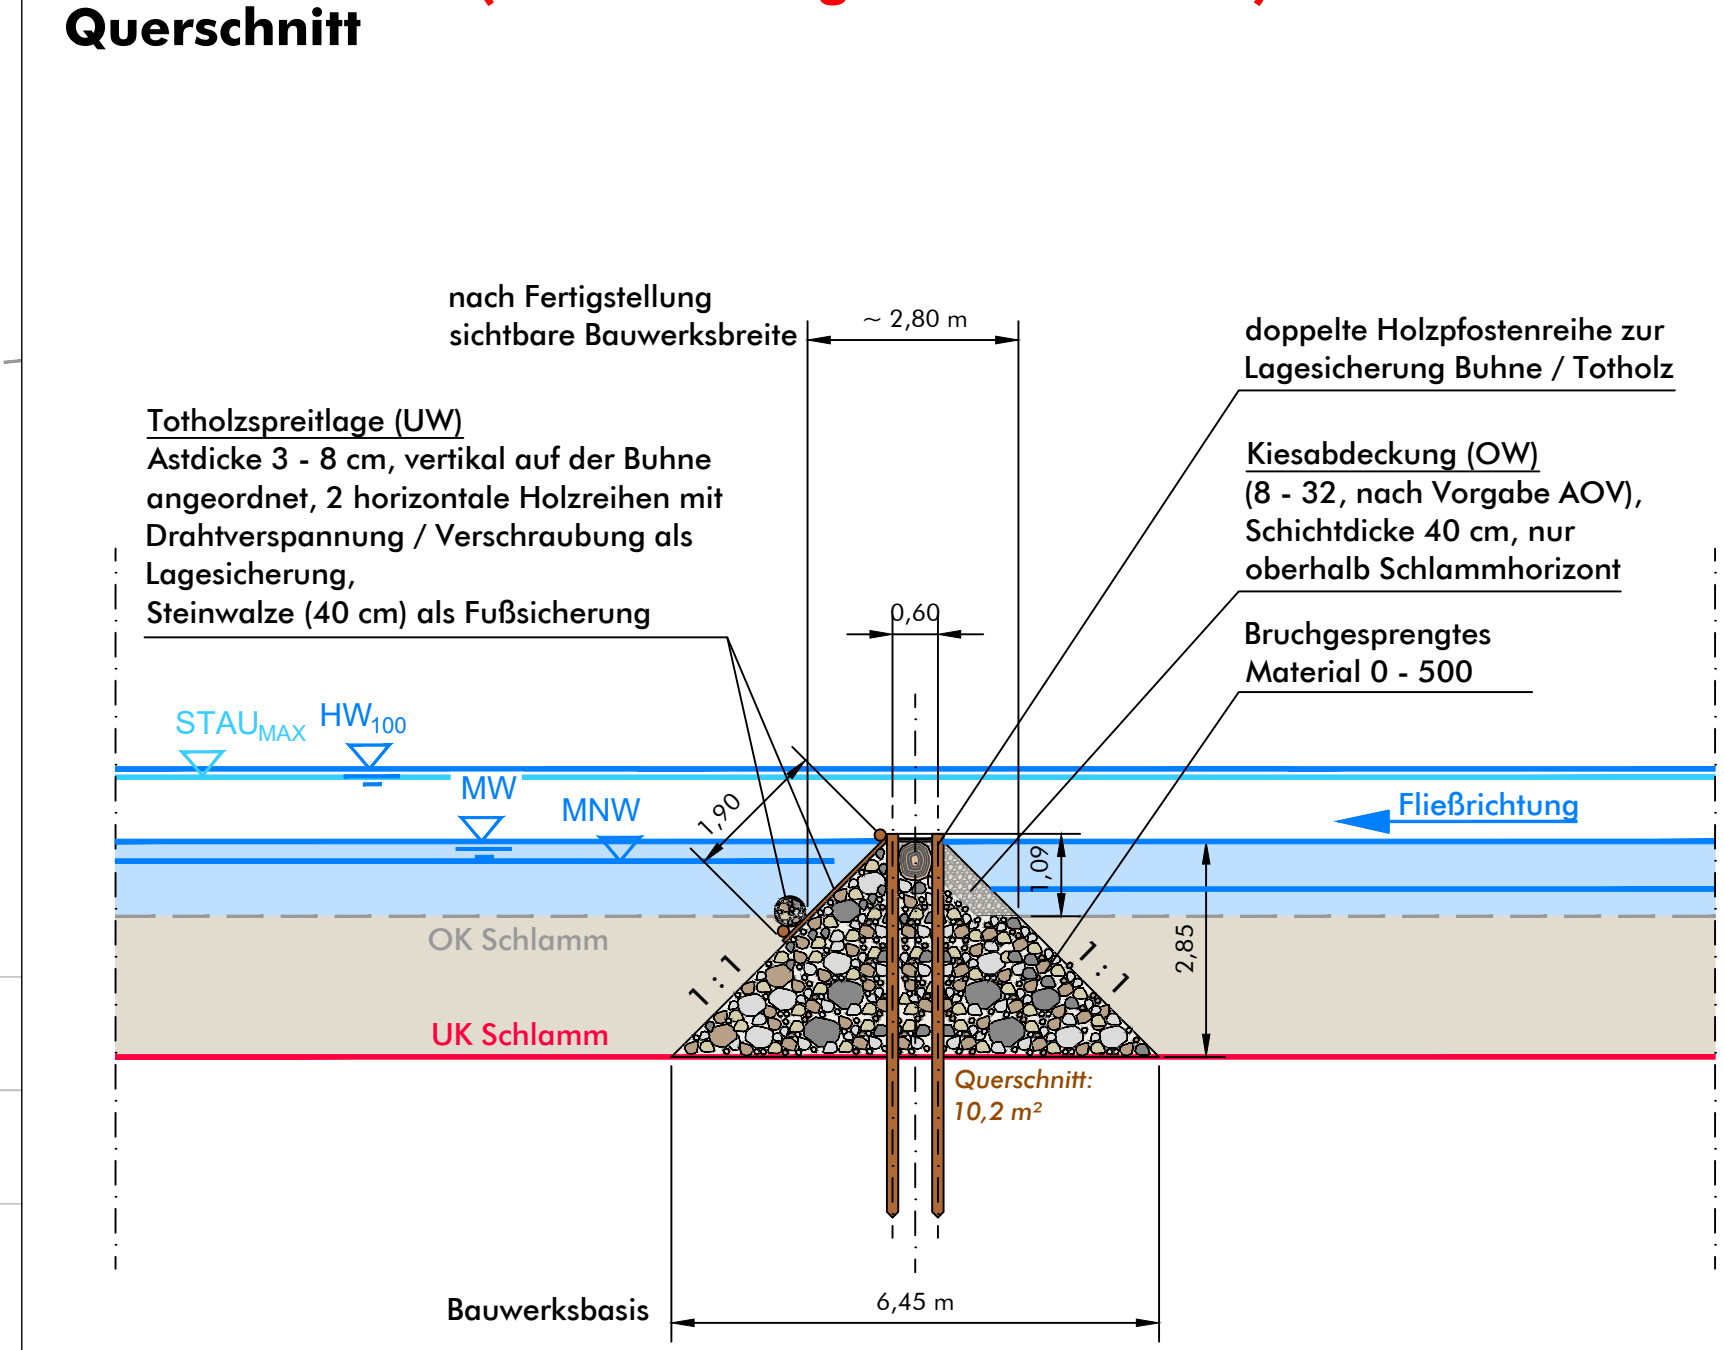 Querschnitt
nach Fertigstellung
sichtbare Bauwerksbreite
~ 2,80 m
doppelte Holzpfostenreihe zur
Lagesicherung Buhne / Totholz
Totholzspreitlage (UW)
Astdicke 3 - 8 cm, vertikal auf der Buhne
angeordnet, 2 horizontale Holzreihen mit
Drahtverspannung / Verschraubung als
Lagesicherung,
Steinwalze (40 cm) als Fußsicherung
Kiesabdeckung (OW)
(8 - 32, nach Vorgabe AOV),
Schichtdicke 40 cm, nur
oberhalb Schlammhorizont
0,60
Bruchgesprengtes
Material 0 - 500
STAUMAX
HW100
MW
MNW
1,90
Fließrichtung
1,09
2,85
OK Schlamm
1 : 1
1 : 1
UK Schlamm
Querschnitt:
10,2 m²
Bauwerksbasis
6,45 m